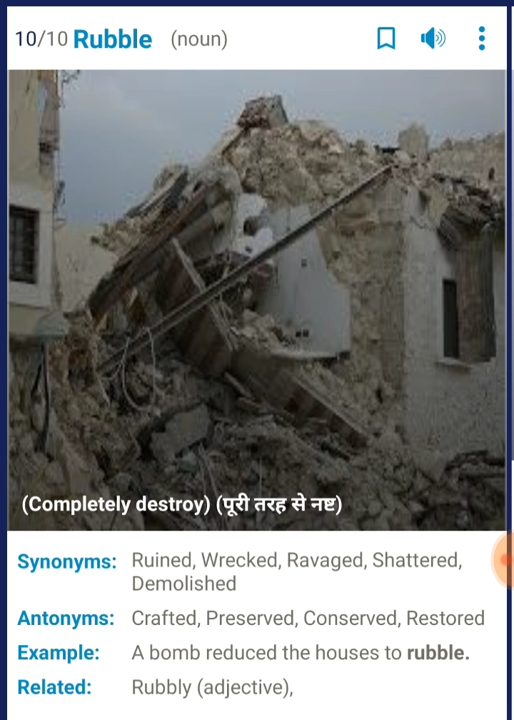 10/10 Rubble (noun)
(Completely destroy) (पूरी तरह से नष्ट)
Synonyms: Ruined, Wrecked, Ravaged, Shattered,
Demolished
Antonyms: Crafted, Preserved, Conserved, Restored
Example: A bomb reduced the houses to rubble.
Related: Rubbly (adjective),